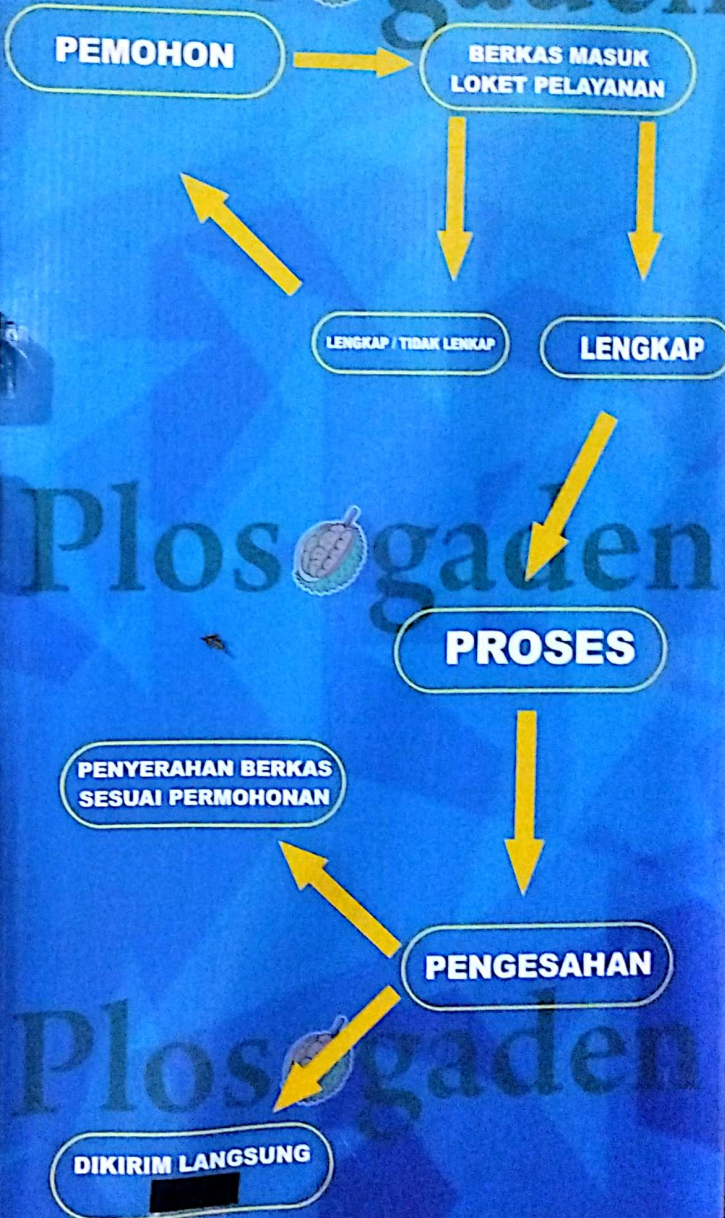 PEMOHON
BERKAS MASUK
LOKET PELAYANAN
LENGKAP / TIDAK LENKAP
LENGKAP
Plosogaden
PROSES
PENYERAHAN BERKAS
SESUAI PERMOHONAN
PENGESAHAN
Plosogaden
DIKIRIM LANGSUNG